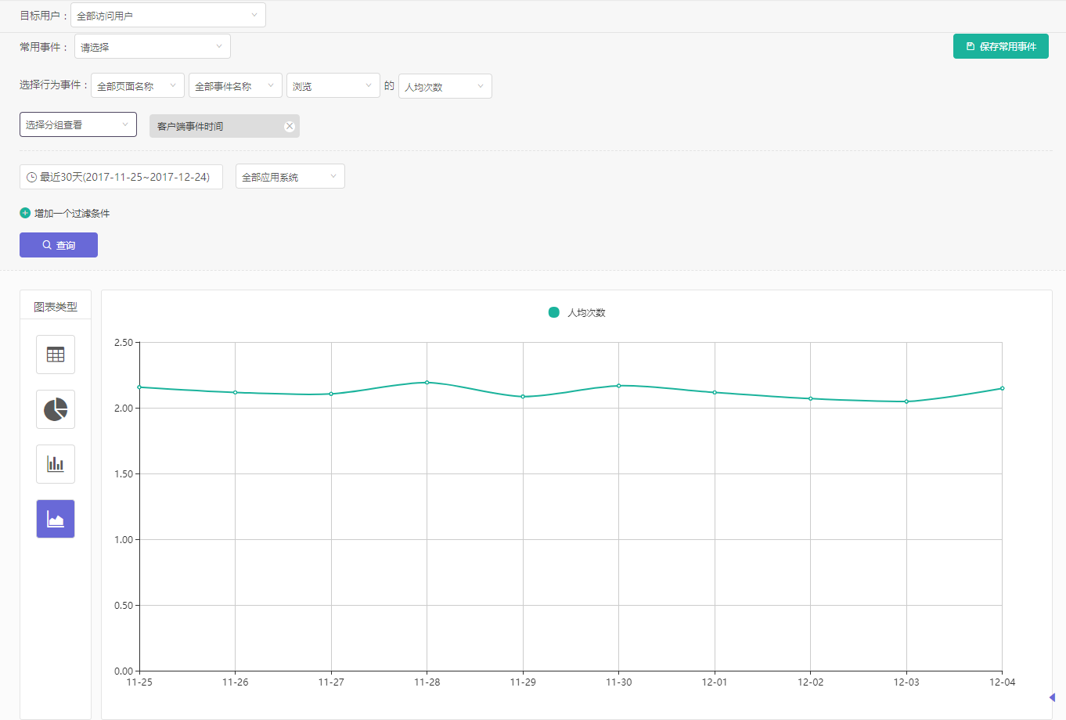 目标用户： 全部访问用户
常用事件： 请选择 保存常用事件
选择行为事件： 全部页面名称 全部事件名称 浏览 的 人均次数
选择分组查看 客户端事件时间
最近30天(2017-11-25~2017-12-24) 全部应用系统
增加一个过滤条件
查询
图表类型
人均次数
2.50
2.00
1.50
1.00
0.50
0.00
11-25 11-26 11-27 11-28 11-29 11-30 12-01 12-02 12-03 12-04